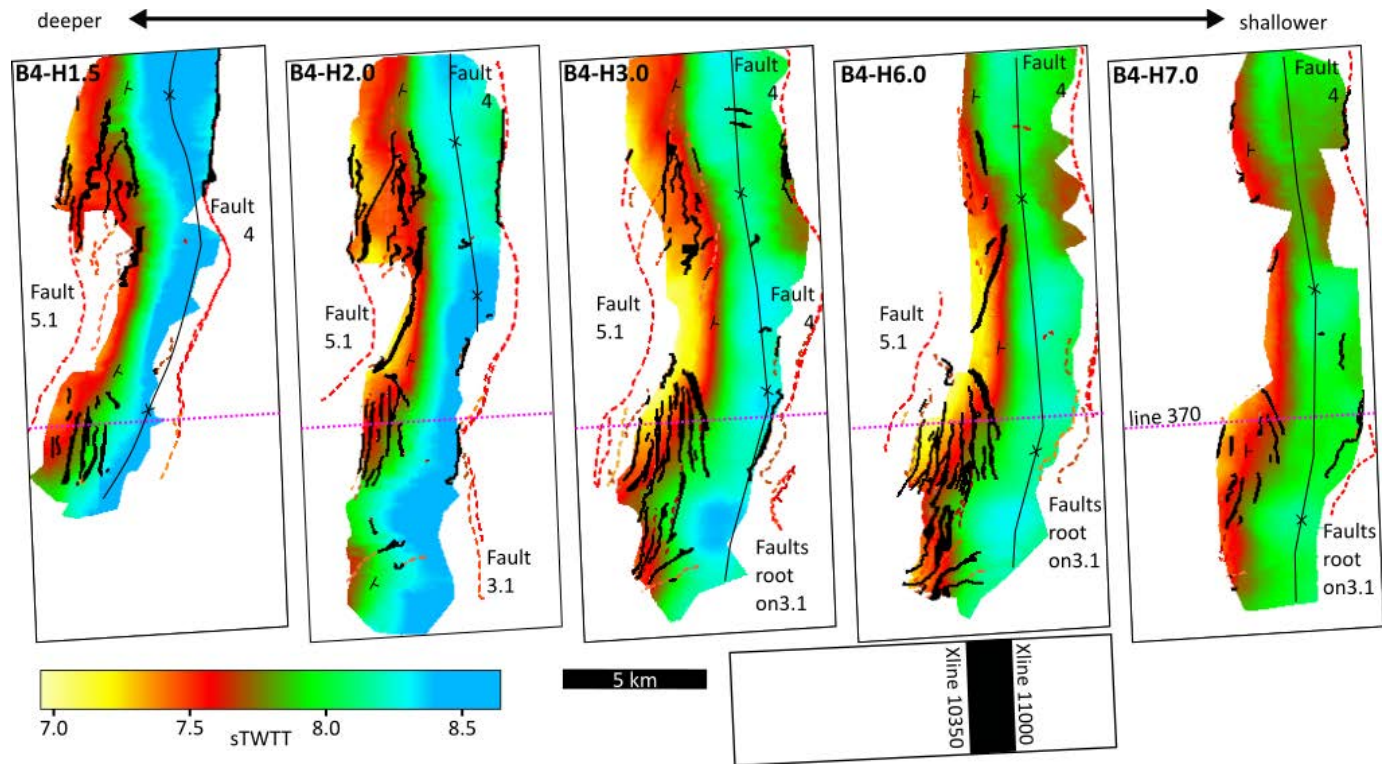 deeper
shallower
B4-H1.5
Fault
4
Fault
5.1
B4-H2.0
Fault
4
Fault
5.1
Fault
3.1
B4-H3.0
Fault
4
Fault
5.1
Fault
4
Faults
root
on3.1
B4-H6.0
Fault
4
Fault
5.1
Faults
root
on3.1
B4-H7.0
Fault
4
line 370
Faults
root
on3.1
7.0
7.5
8.0
8.5
sTWTT
5 km
Xline 10350
Xline 11000